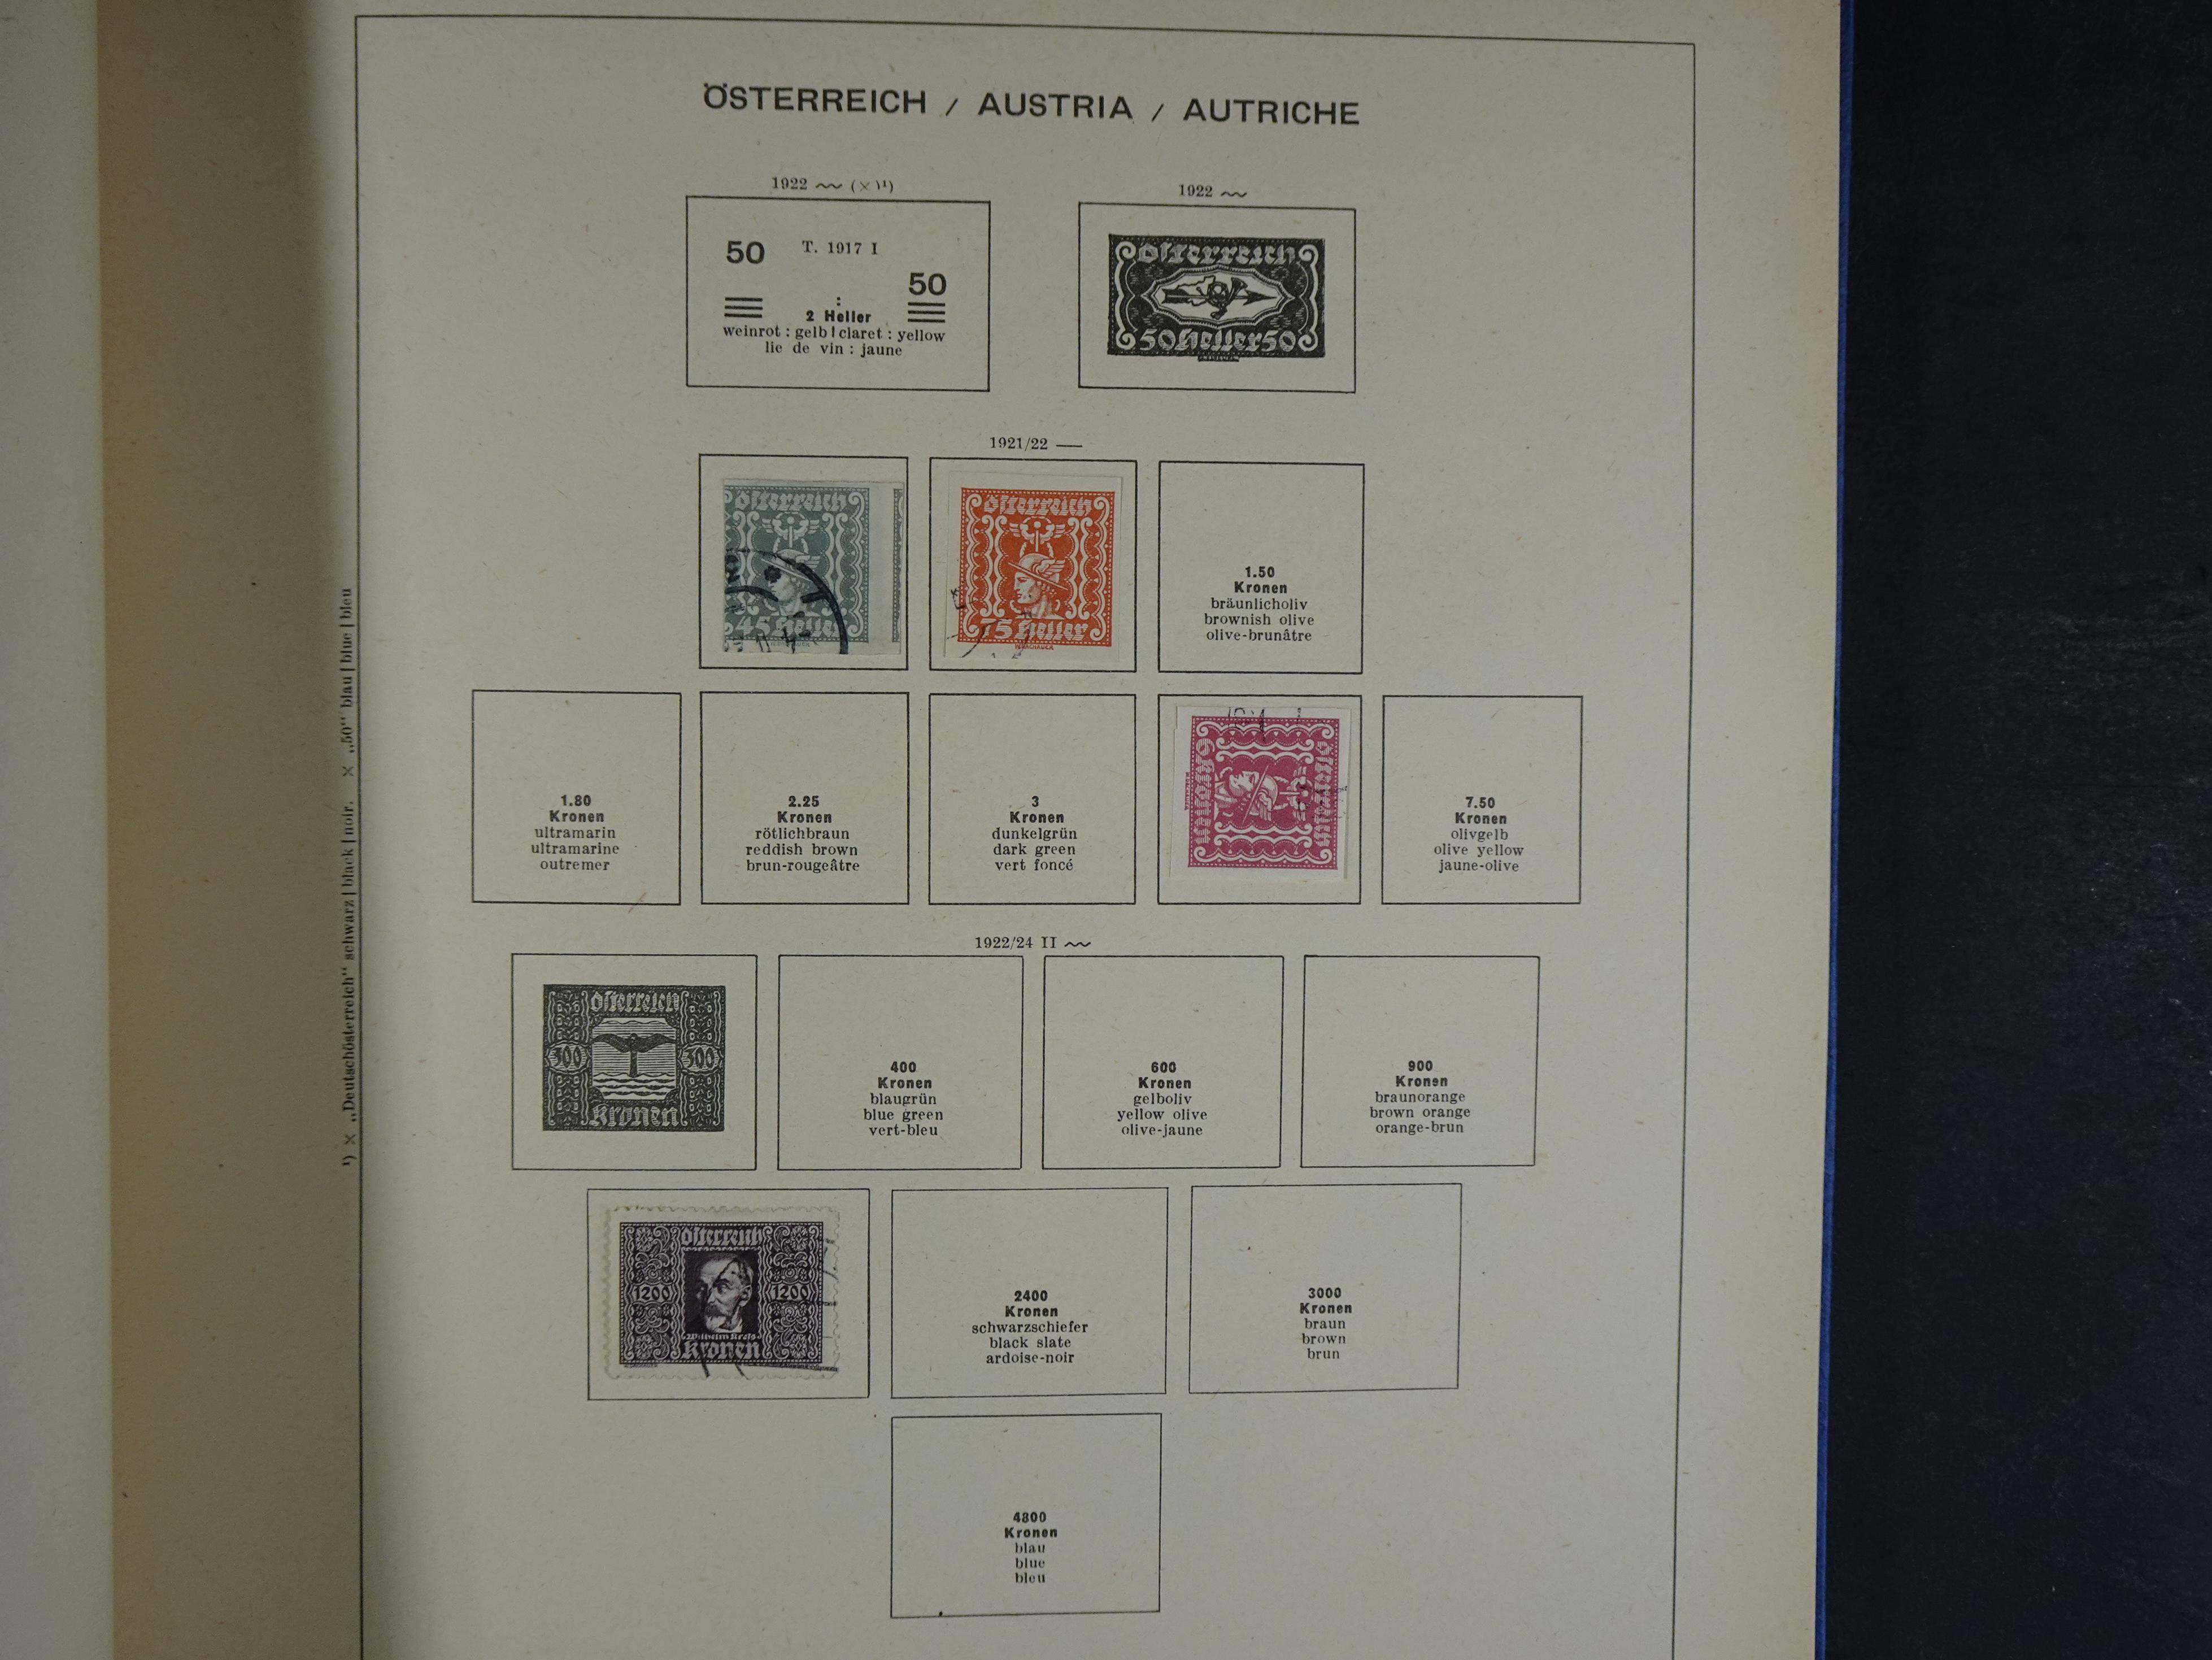 ÖSTERREICH / AUSTRIA / AUTRICHE
1922 (×)¹)
50 T. 1917 I
50
:
2 Heller
weinrot : gelb | claret : yellow
lie de vin : jaune
1922
Österreich
50 Heller 50
1921/22
Österreich
45 Heller
Österreich
75 Heller
1.50
Kronen
bräunlicholiv
brownish olive
olive-brunâtre
1.80
Kronen
ultramarin
ultramarine
outremer
2.25
Kronen
rötlichbraun
reddish brown
brun-rougeâtre
3
Kronen
dunkelgrün
dark green
vert foncé
Österreich
6 Kronen
7.50
Kronen
olivgelb
olive yellow
jaune-olive
1922/24 II
Österreich
300 300
Kronen
400
Kronen
blaugrün
blue green
vert-bleu
600
Kronen
gelboliv
yellow olive
olive-jaune
900
Kronen
braunorange
brown orange
orange-brun
Österreich
1200 1200
Wilhelm Kreis
Kronen
2400
Kronen
schwarzschiefer
black slate
ardoise-noir
3000
Kronen
braun
brown
brun
4800
Kronen
blau
blue
bleu
¹) × „Deutschösterreich“ schwarz | black | noir. × „50“ blau | blue | bleu